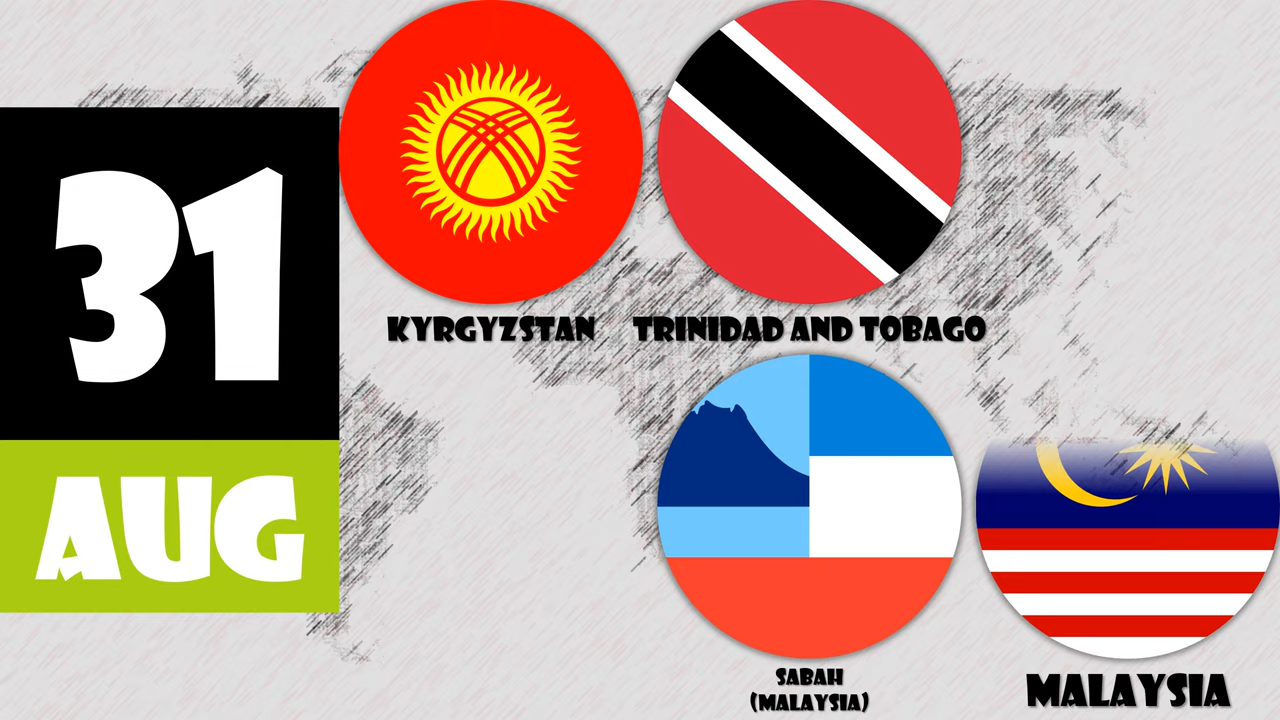 31
AUG
KYRGYZSTAN
TRINIDAD AND TOBAGO
SABAH
(MALAYSIA)
MALAYSIA